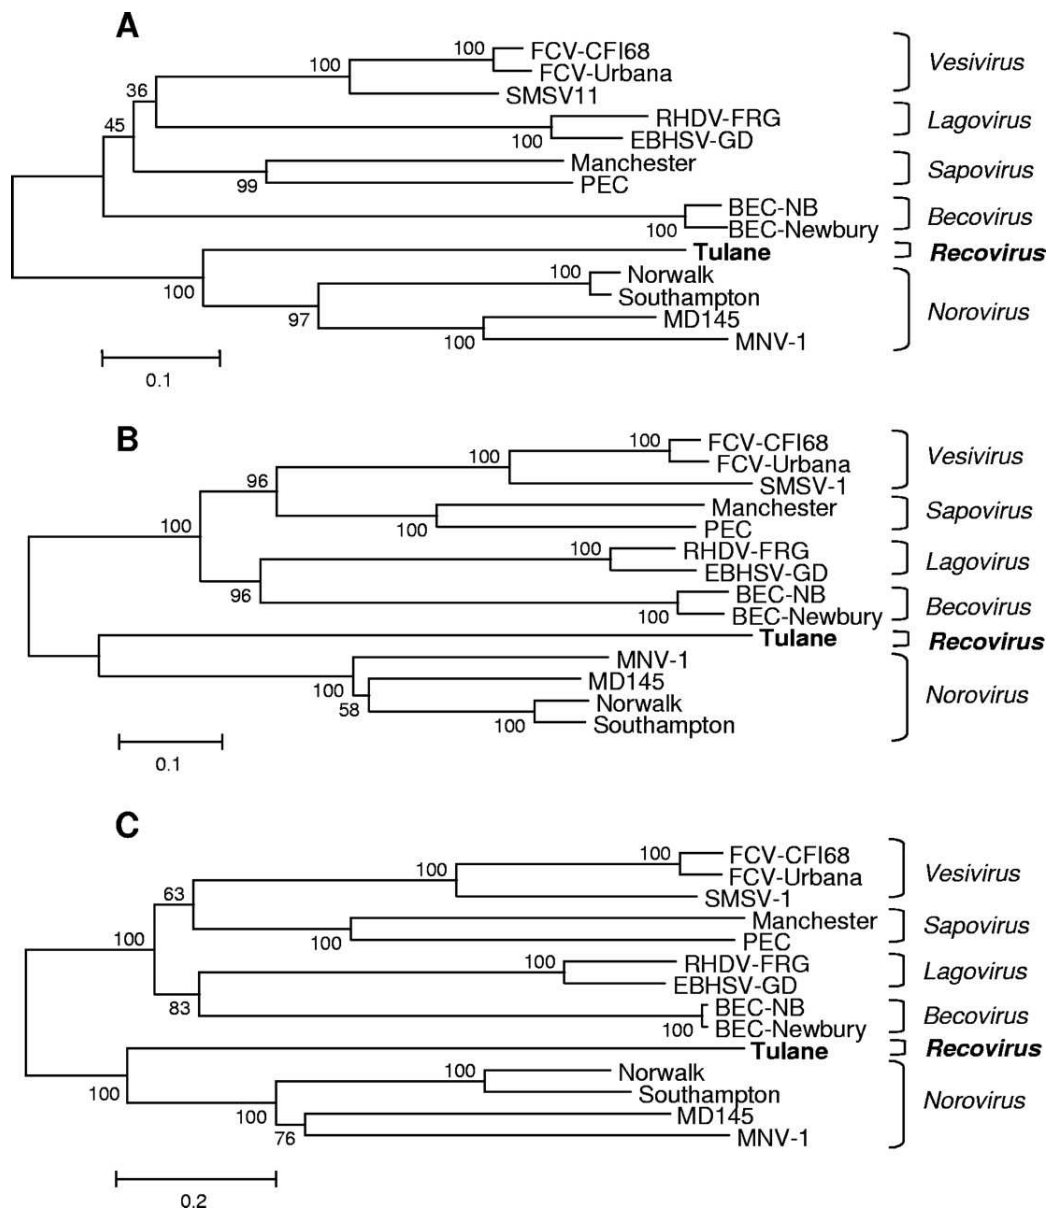 A
100 FCV-CFI68
100 FCV-Urbana Vesivirus
36 SMSV11
RHDV-FRG
45 100 EBHSV-GD Lagovirus
Manchester
99 PEC Sapovirus
BEC-NB
100 BEC-Newbury Becovirus
Tulane Recovirus
100 100 Norwalk
Southampton
97 MD145 Norovirus
100 MNV-1
0.1
B
100 FCV-CFI68
100 FCV-Urbana Vesivirus
96 SMSV-1
Manchester
100 100 PEC Sapovirus
100 RHDV-FRG
EBHSV-GD Lagovirus
96 BEC-NB
100 BEC-Newbury Becovirus
Tulane Recovirus
MNV-1
100 MD145
58 Norwalk Norovirus
100 Southampton
0.1
C
100 FCV-CFI68
100 FCV-Urbana Vesivirus
63 SMSV-1
Manchester
100 100 PEC Sapovirus
100 RHDV-FRG
EBHSV-GD Lagovirus
83 BEC-NB
100 BEC-Newbury Becovirus
Tulane Recovirus
100 100 Norwalk
100 Southampton Norovirus
MD145
76 MNV-1
0.2